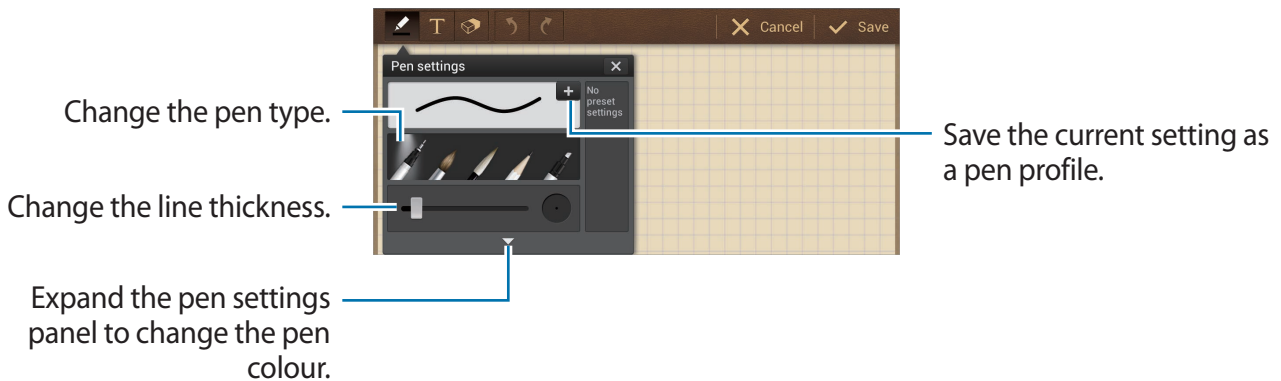 T
Cancel
Save
Pen settings
No
preset
settings
Change the pen type.
Save the current setting as
a pen profile.
Change the line thickness.
Expand the pen settings
panel to change the pen
colour.